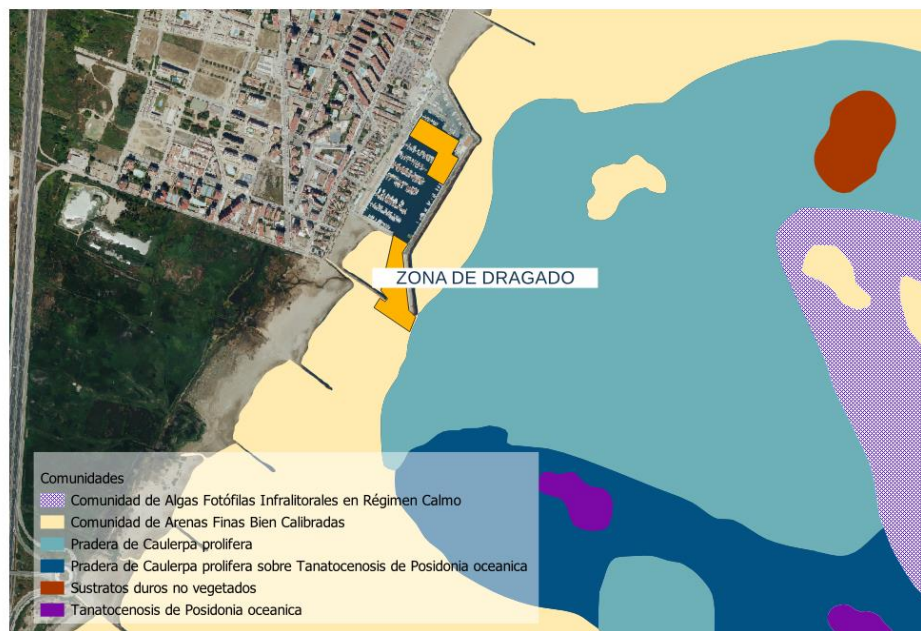 ZONA DE DRAGADO
Comunidades
Comunidad de Algas Fotófilas Infralitorales en Régimen Calmo
Comunidad de Arenas Finas Bien Calibradas
Pradera de Caulerpa prolifera
Pradera de Caulerpa prolifera sobre Tanatocenosis de Posidonia oceanica
Sustratos duros no vegetados
Tanatocenosis de Posidonia oceanica